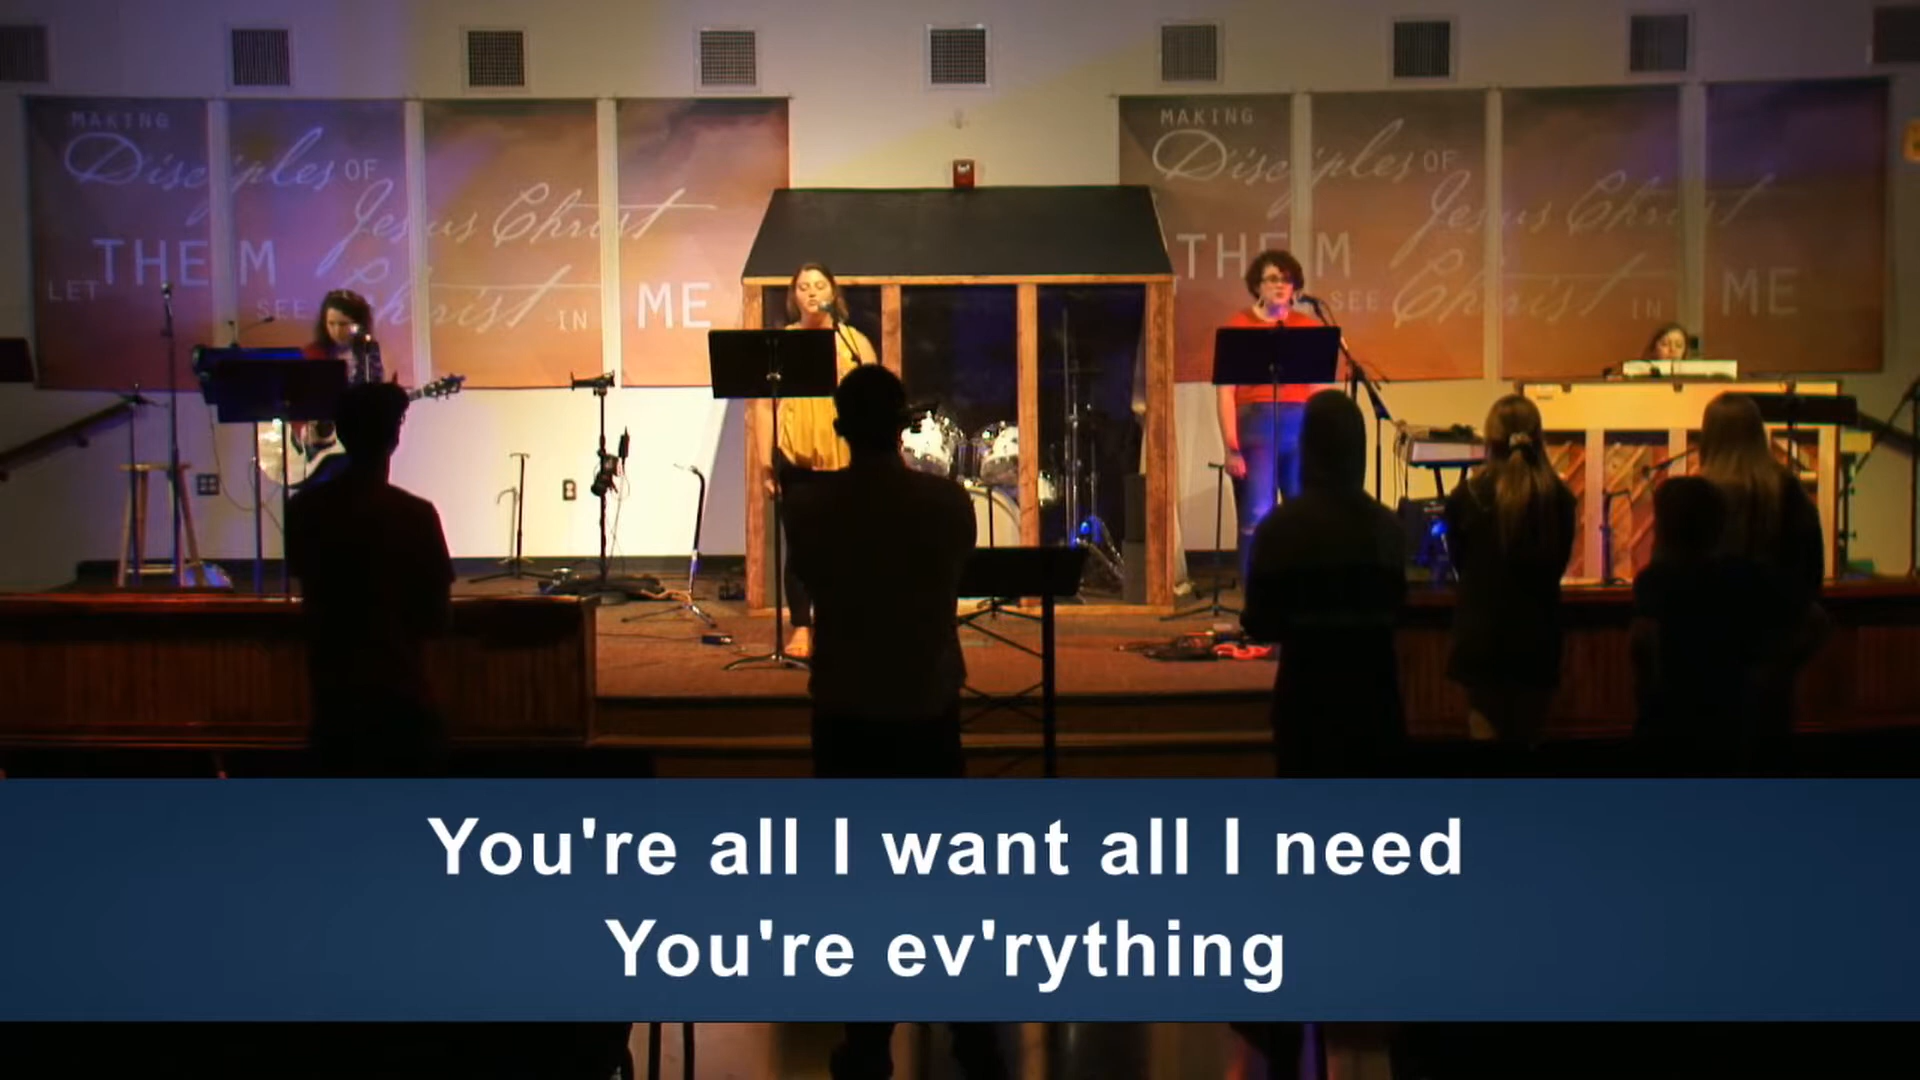 MAKING
Disciples OF
Jesus Christ
LET THEM
SEE Christ IN ME
MAKING
Disciples OF
Jesus Christ
THEM
SEE Christ IN ME
You're all I want all I need
You're ev'rything